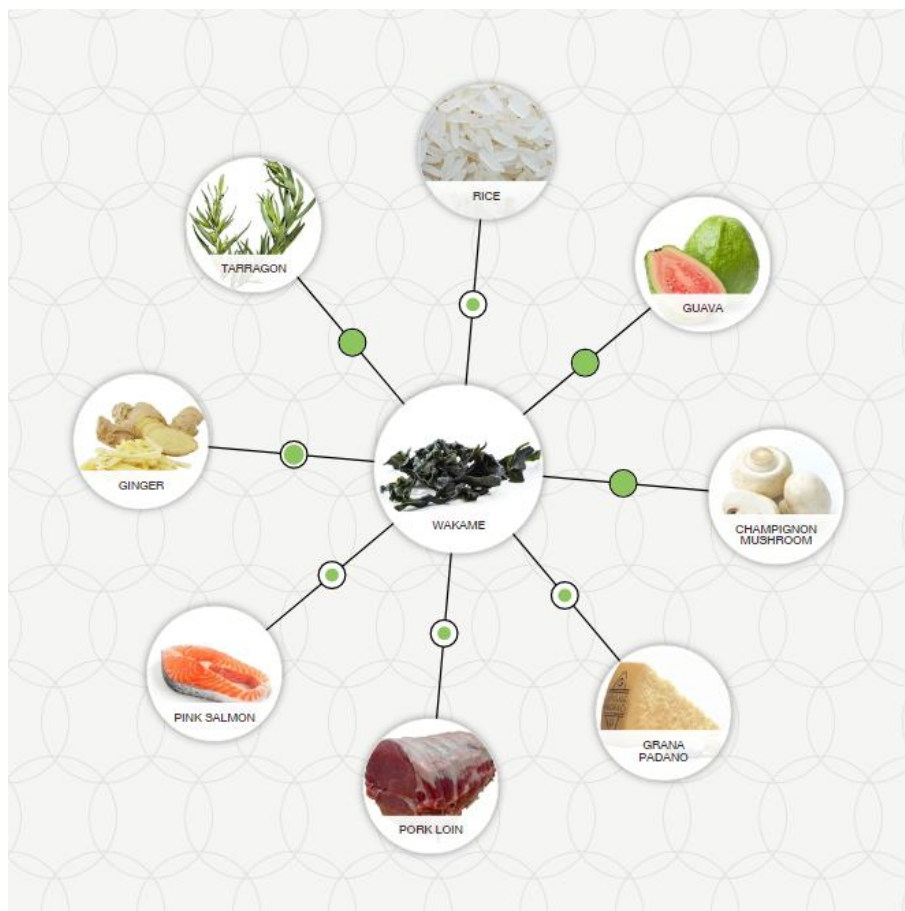 RICE
TARRAGON
GUAVA
GINGER
WAKAME
CHAMPIGNON
MUSHROOM
PINK SALMON
GRANA
PADANO
PORK LOIN